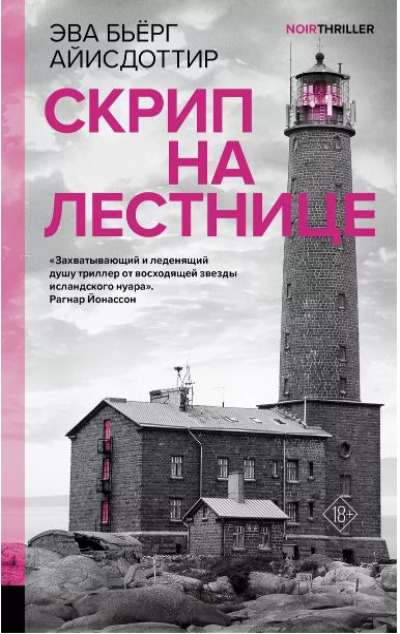 ЭВА БЬЁРГ
АЙИСДОТТИР
NOIRTHRILLER
СКРИП
НА
ЛЕСТНИЦЕ
«Захватывающий и леденящий
душу триллер от восходящей звезды
исландского нуара».
Рагнар Йонассон
18+